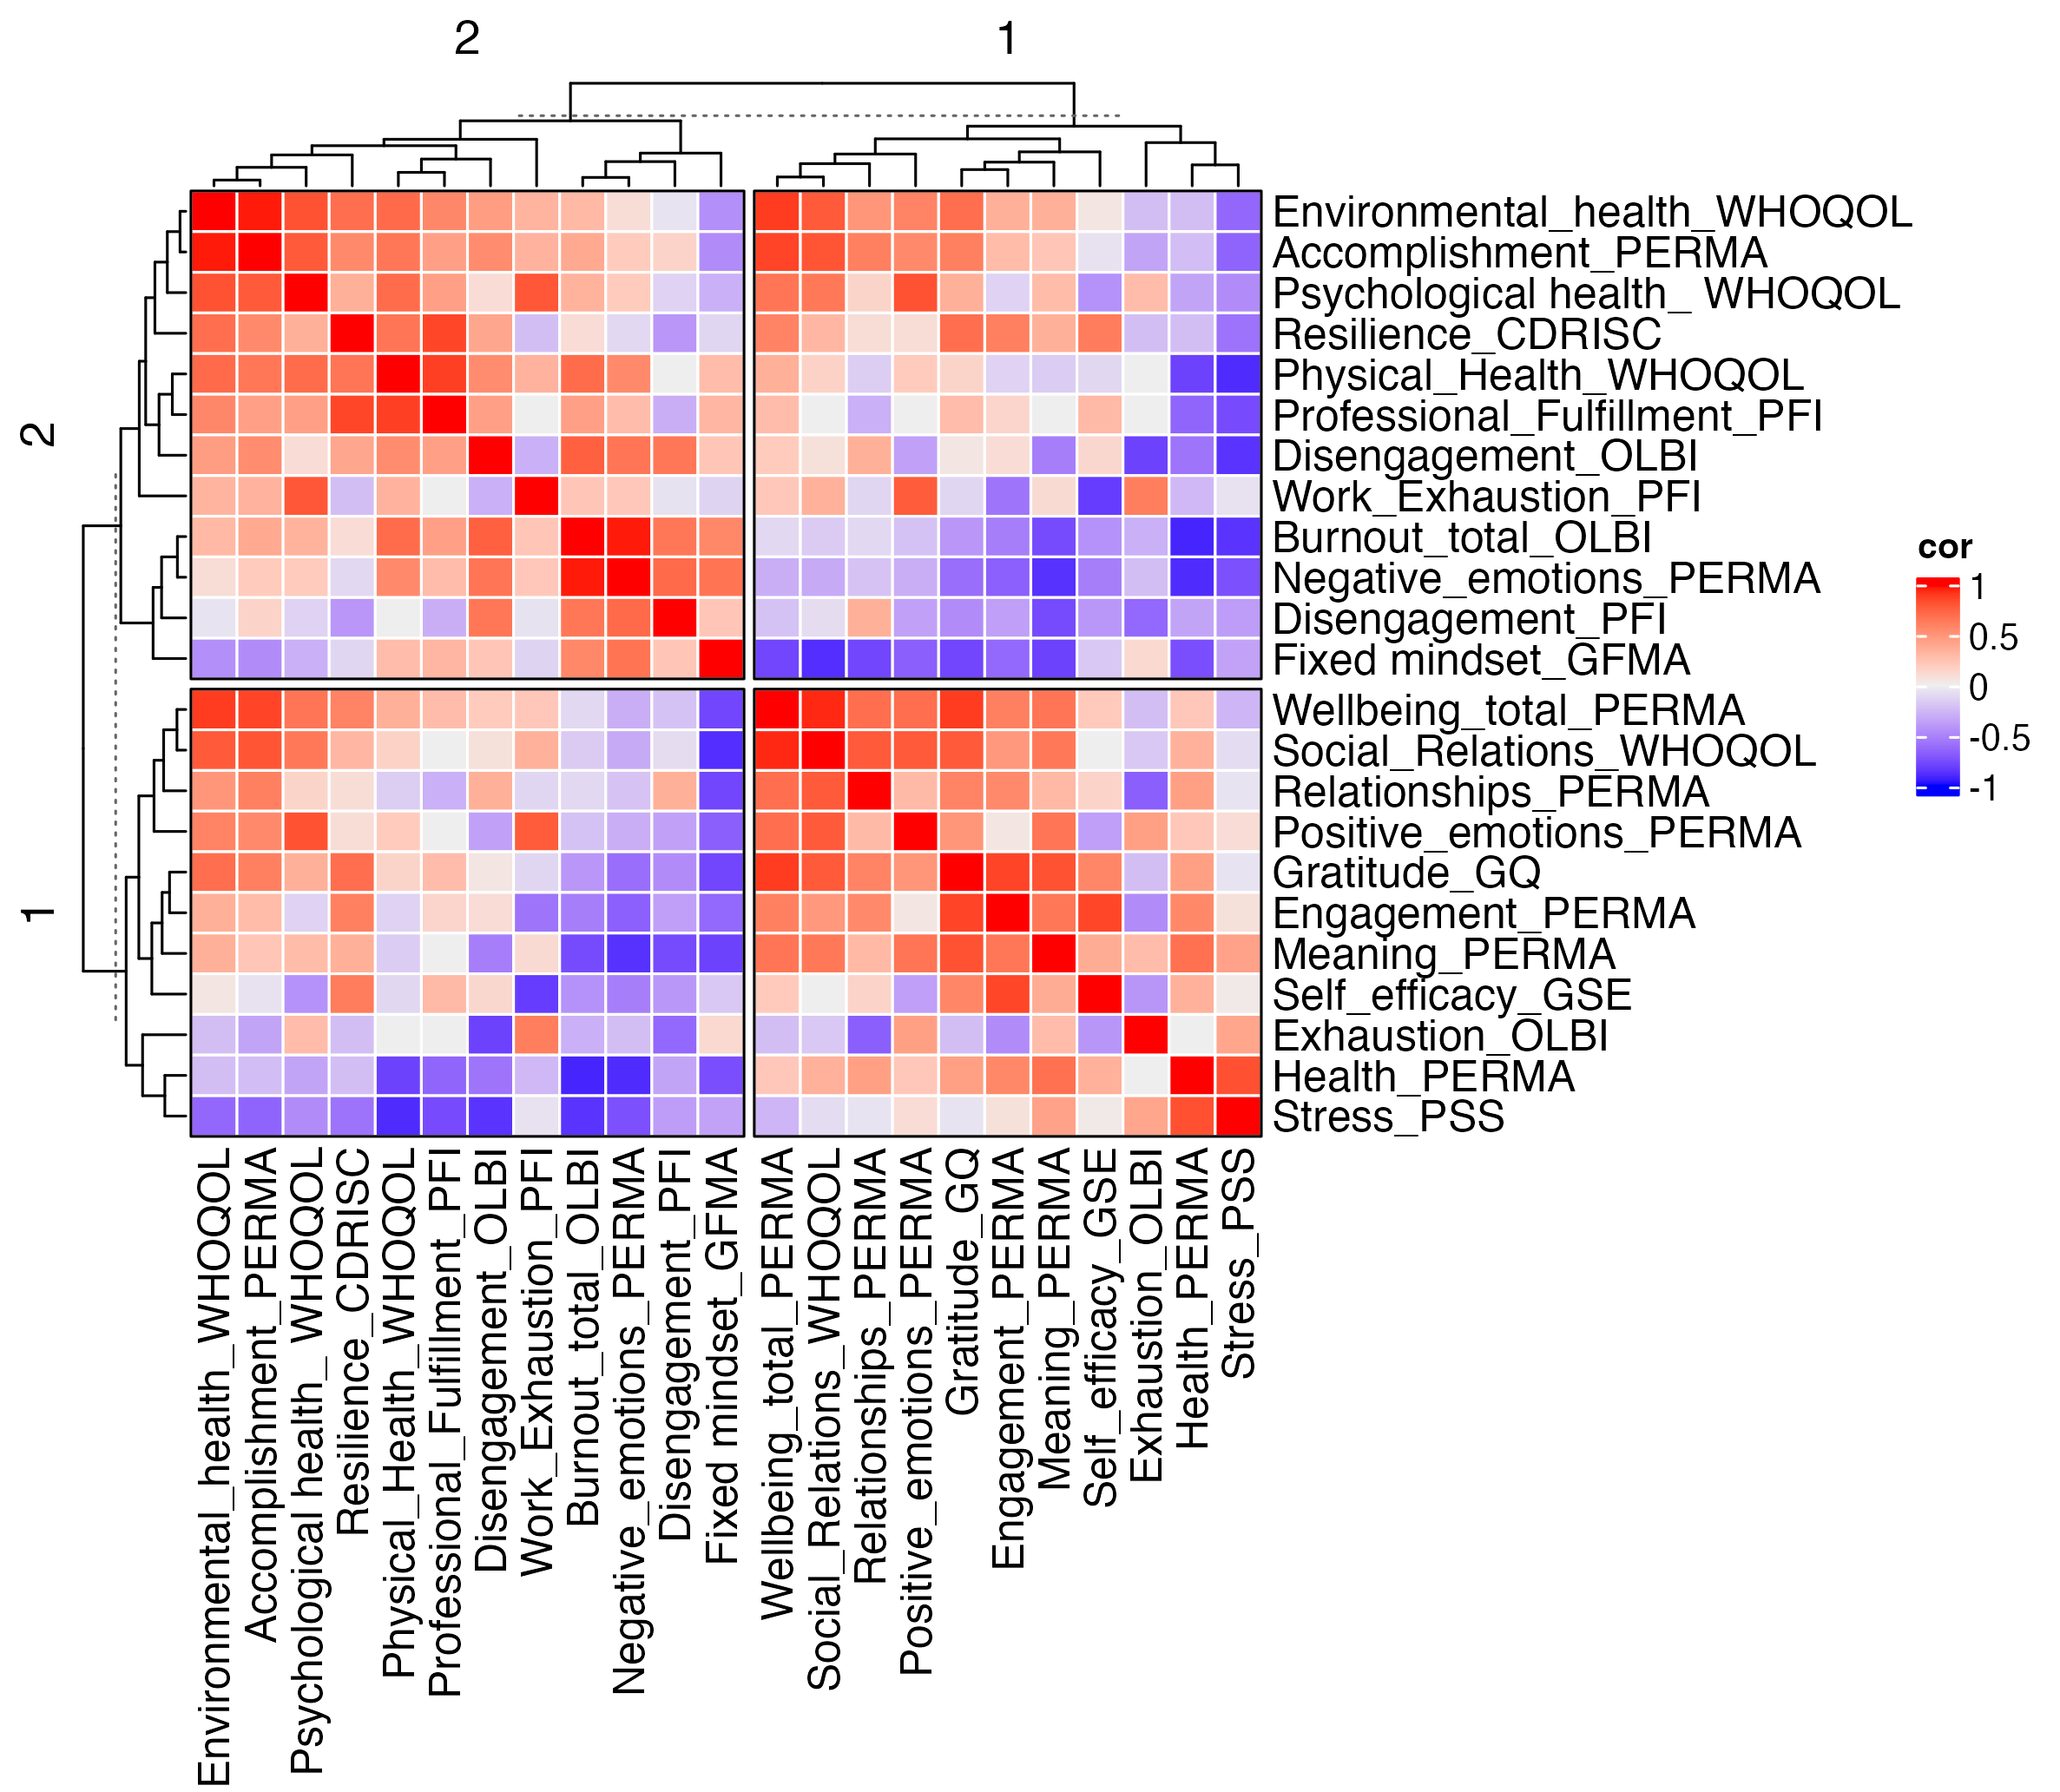 2
1
2
1
Environmental_health_WHOQOL
Accomplishment_PERMA
Psychological health_ WHOQOL
Resilience_CDRISC
Physical_Health_WHOQOL
Professional_Fulfillment_PFI
Disengagement_OLBI
Work_Exhaustion_PFI
Burnout_total_OLBI
Negative_emotions_PERMA
Disengagement_PFI
Fixed mindset_GFMA
Wellbeing_total_PERMA
Social_Relations_WHOQOL
Relationships_PERMA
Positive_emotions_PERMA
Gratitude_GQ
Engagement_PERMA
Meaning_PERMA
Self_efficacy_GSE
Exhaustion_OLBI
Health_PERMA
Stress_PSS
cor
1
0.5
0
-0.5
-1
Environmental_health_WHOQOL
Accomplishment_PERMA
Psychological health_ WHOQOL
Resilience_CDRISC
Physical_Health_WHOQOL
Professional_Fulfillment_PFI
Disengagement_OLBI
Work_Exhaustion_PFI
Burnout_total_OLBI
Negative_emotions_PERMA
Disengagement_PFI
Fixed mindset_GFMA
Wellbeing_total_PERMA
Social_Relations_WHOQOL
Relationships_PERMA
Positive_emotions_PERMA
Gratitude_GQ
Engagement_PERMA
Meaning_PERMA
Self_efficacy_GSE
Exhaustion_OLBI
Health_PERMA
Stress_PSS